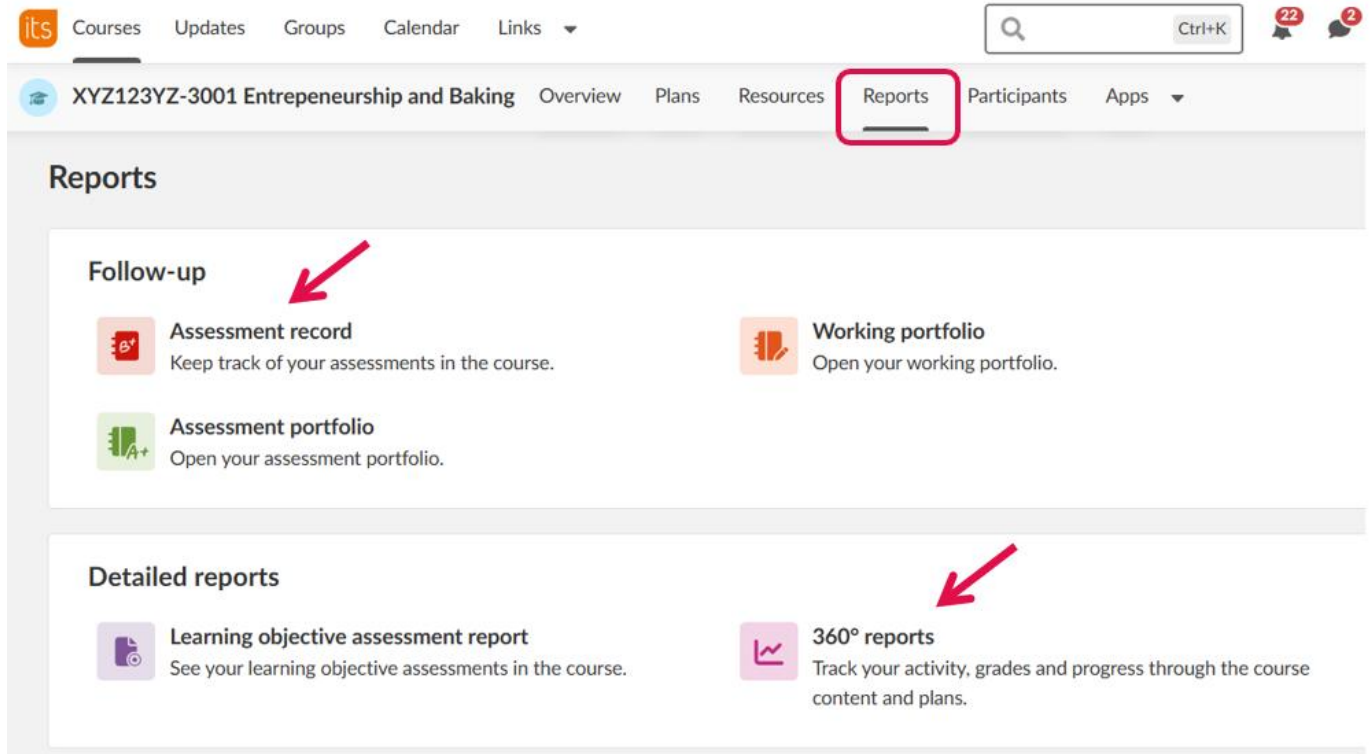 its Courses Updates Groups Calendar Links Ctrl+K 22 2
XYZ123YZ-3001 Entrepeneurship and Baking Overview Plans Resources Reports Participants Apps
Reports
Follow-up
B+ Assessment record
Keep track of your assessments in the course.
Working portfolio
Open your working portfolio.
A+ Assessment portfolio
Open your assessment portfolio.
Detailed reports
Learning objective assessment report
See your learning objective assessments in the course.
360° reports
Track your activity, grades and progress through the course
content and plans.